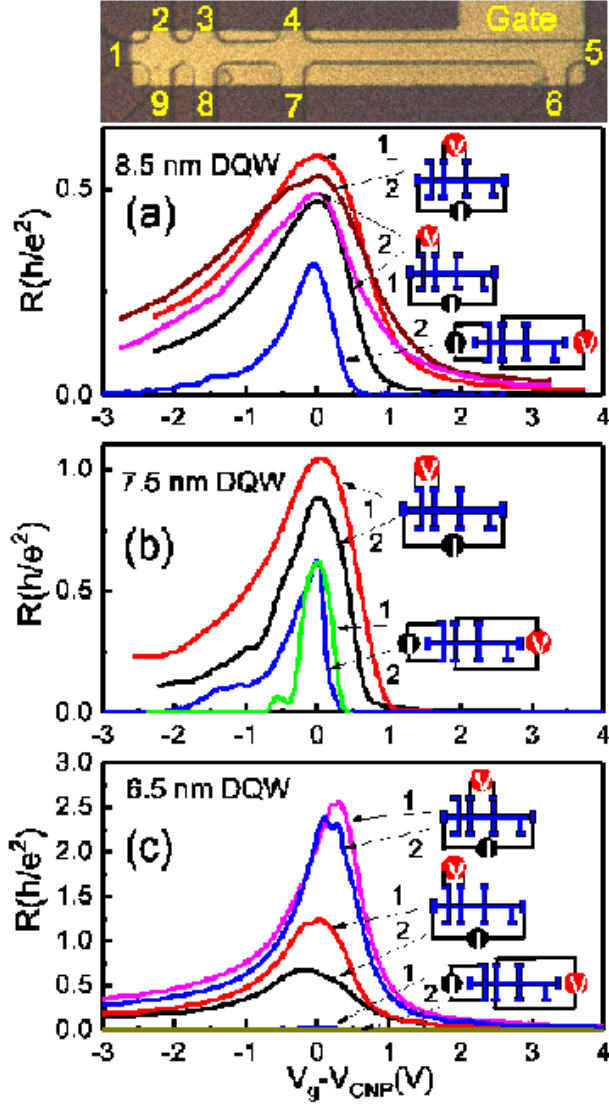 2 3 4 Gate
1 5
9 8 7 6
8.5 nm DQW
(a)
R(h/e²)
0.5
0.0
1
2
2
1
2
V
I
V
I
I
V
-3 -2 -1 0 1 2 3 4
7.5 nm DQW
(b)
R(h/e²)
1.0
0.5
0.0
1
2
1
2
V
I
I
V
-3 -2 -1 0 1 2 3 4
6.5 nm DQW
(c)
R(h/e²)
3.0
2.5
2.0
1.5
1.0
0.5
0.0
1
2
1
2
1
2
V
I
V
I
I
V
-3 -2 -1 0 1 2 3 4
Vg-VCNP(V)